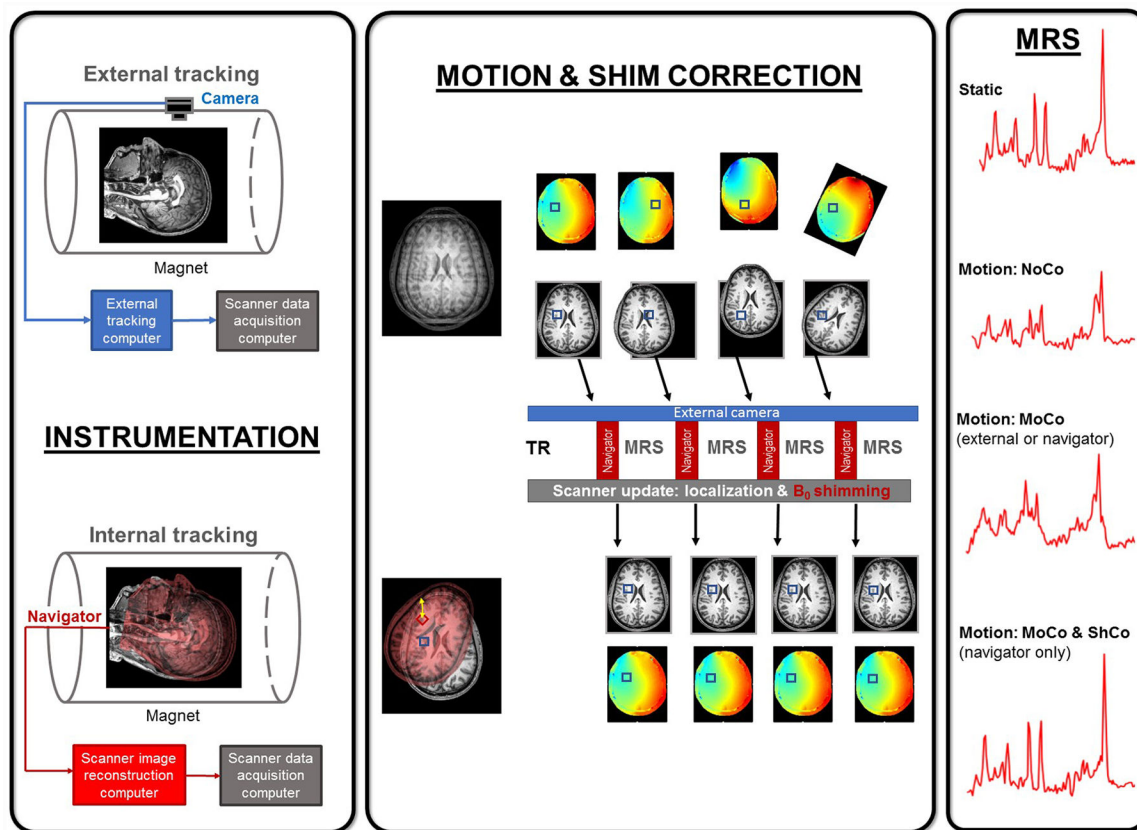 External tracking
Camera
Magnet
External
tracking
computer
Scanner data
acquisition
computer
INSTRUMENTATION
Internal tracking
Navigator
Magnet
Scanner image
reconstruction
computer
Scanner data
acquisition
computer
MOTION & SHIM CORRECTION
External camera
TR Navigator MRS Navigator MRS Navigator MRS Navigator MRS
Scanner update: localization & B₀ shimming
MRS
Static
Motion: NoCo
Motion: MoCo
(external or navigator)
Motion: MoCo & ShCo
(navigator only)